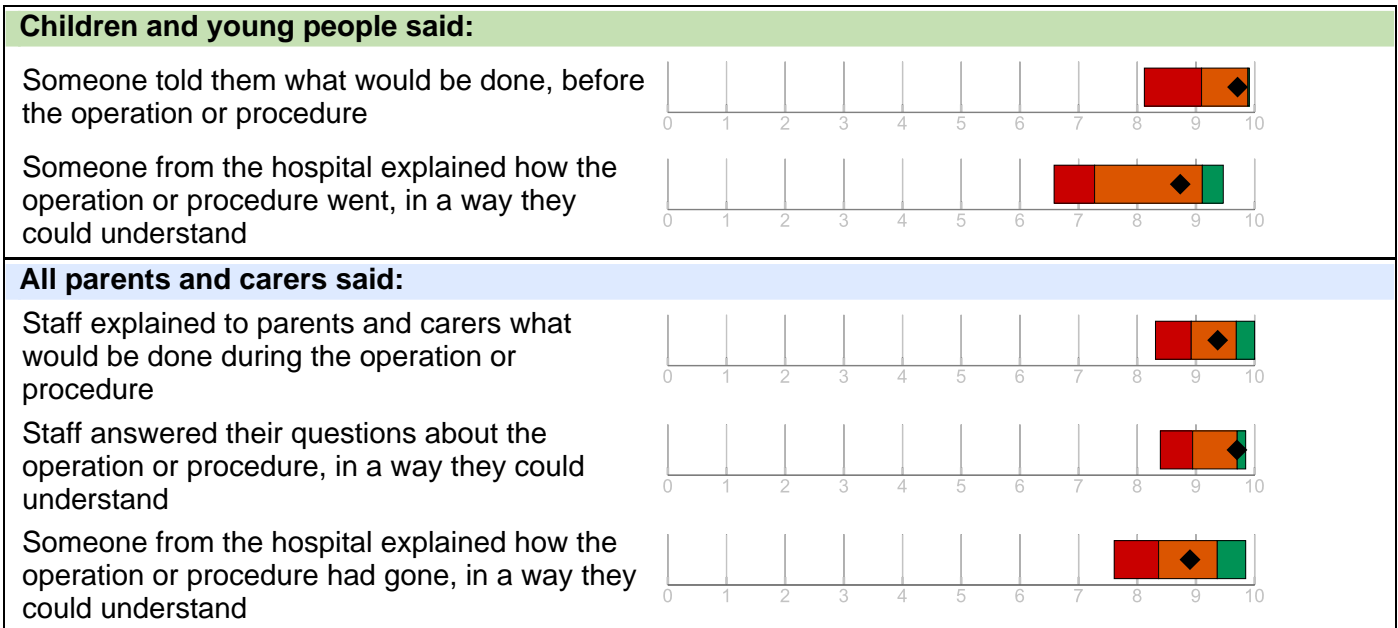 Children and young people said:
Someone told them what would be done, before
the operation or procedure
0 1 2 3 4 5 6 7 8 9 10
Someone from the hospital explained how the
operation or procedure went, in a way they
could understand
0 1 2 3 4 5 6 7 8 9 10
All parents and carers said:
Staff explained to parents and carers what
would be done during the operation or
procedure
0 1 2 3 4 5 6 7 8 9 10
Staff answered their questions about the
operation or procedure, in a way they could
understand
0 1 2 3 4 5 6 7 8 9 10
Someone from the hospital explained how the
operation or procedure had gone, in a way they
could understand
0 1 2 3 4 5 6 7 8 9 10